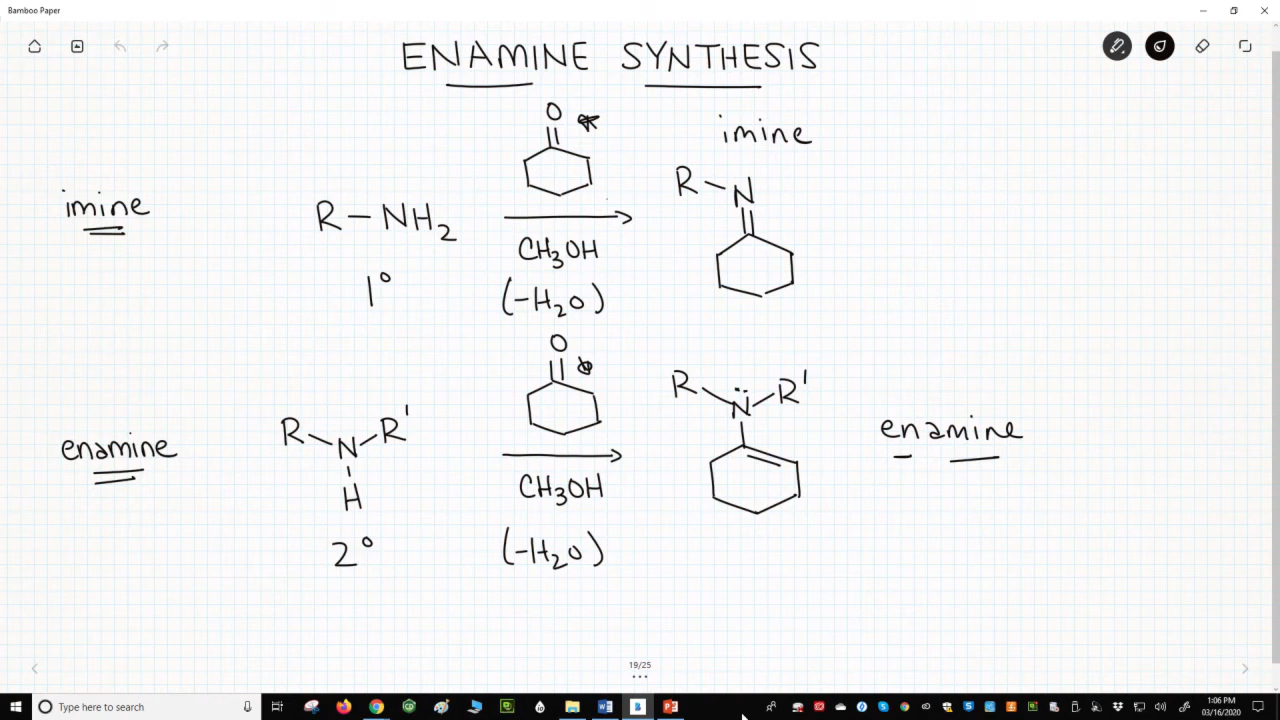 Bamboo Paper
ENAMINE SYNTHESIS
O
imine
R N
imine
R-NH2
CH3OH
1°
(-H2O)
O
R N R'
enamine
R N R'
enamine
H
CH3OH
2°
(-H2O)
19/25
Type here to search
1:06 PM
03/16/2020